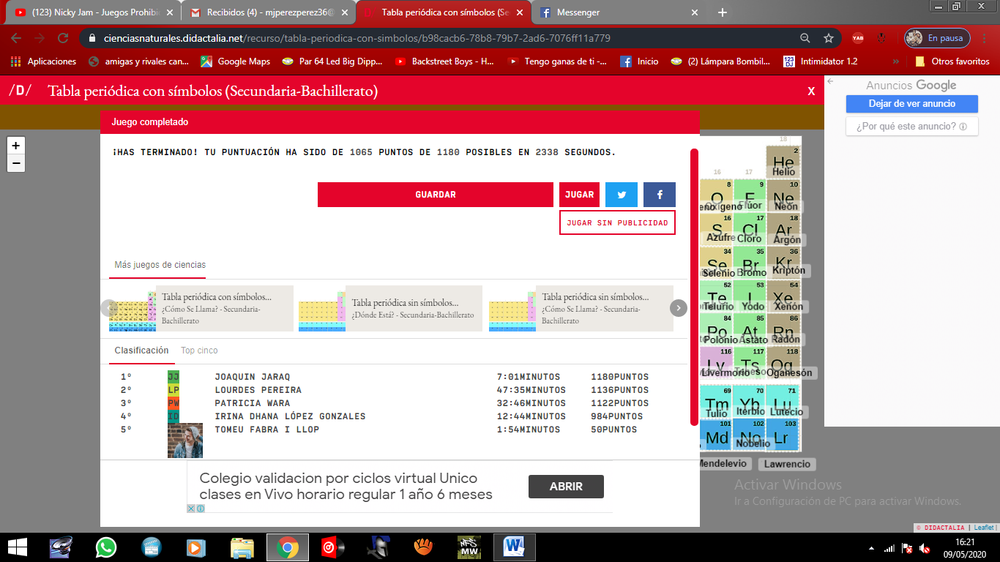 (123) Nicky Jam - Juegos Prohibi
Recibidos (4) - mjperezperez36@
Tabla periódica con símbolos (Se
Messenger
cienciasnaturales.didactalia.net/recurso/tabla-periodica-con-simbolos/b98cacb6-78b8-79b7-2ad6-7076ff11a779
YAB
En pausa
Aplicaciones
amigas y rivales can...
Google Maps
Par 64 Led Big Dipp...
Backstreet Boys - H...
Tengo ganas de ti -...
Inicio
(2) Lámpara Bombil...
123 DJ
Intimidator 1.2
»
Otros favoritos
/D/ Tabla periódica con símbolos (Secundaria-Bachillerato) X
Anuncios Google
Dejar de ver anuncio
¿Por qué este anuncio?
+
−
Juego completado
¡HAS TERMINADO! TU PUNTUACIÓN HA SIDO DE 1065 PUNTOS DE 1180 POSIBLES EN 2338 SEGUNDOS.
GUARDAR
JUGAR
JUGAR SIN PUBLICIDAD
Más juegos de ciencias
Tabla periódica con símbolos...
¿Cómo Se Llama? - Secundaria-
Bachillerato
Tabla periódica sin símbolos...
¿Dónde Está? - Secundaria-Bachillerato
Tabla periódica sin símbolos...
¿Cómo Se Llama? - Secundaria-
Bachillerato
Clasificación
Top cinco
1º JJ JOAQUIN JARAQ 7:01MINUTOS 1180PUNTOS
2º LP LOURDES PEREIRA 47:35MINUTOS 1136PUNTOS
3º PW PATRICIA WARA 32:46MINUTOS 1122PUNTOS
4º ID IRINA DHANA LÓPEZ GONZALES 12:44MINUTOS 984PUNTOS
5º TOMEU FABRA I LLOP 1:54MINUTOS 50PUNTOS
Colegio validacion por ciclos virtual Unico
clases en Vivo horario regular 1 año 6 meses
ABRIR
18
2
He
Helio
16 17
8 9 10
O F Ne
Oxígeno Flúor Neón
16 17 18
S Cl Ar
Azufre Cloro Argón
34 35 36
Se Br Kr
Selenio Bromo Kriptón
52 53 54
Te I Xe
Telurio Yodo Xenón
84 85 86
Po At Rn
Polonio Astato Radón
116 117 118
Lv Ts Og
Livermorio Teneso Oganesón
69 70 71
Tm Yb Lu
Tulio Iterbio Lutecio
101 102 103
Md No Lr
Nobelio
Mendelevio Lawrencio
Activar Windows
Ir a Configuración de PC para activar Windows.
© DIDACTALIA | Leaflet |
NFS
MW
16:21
09/05/2020